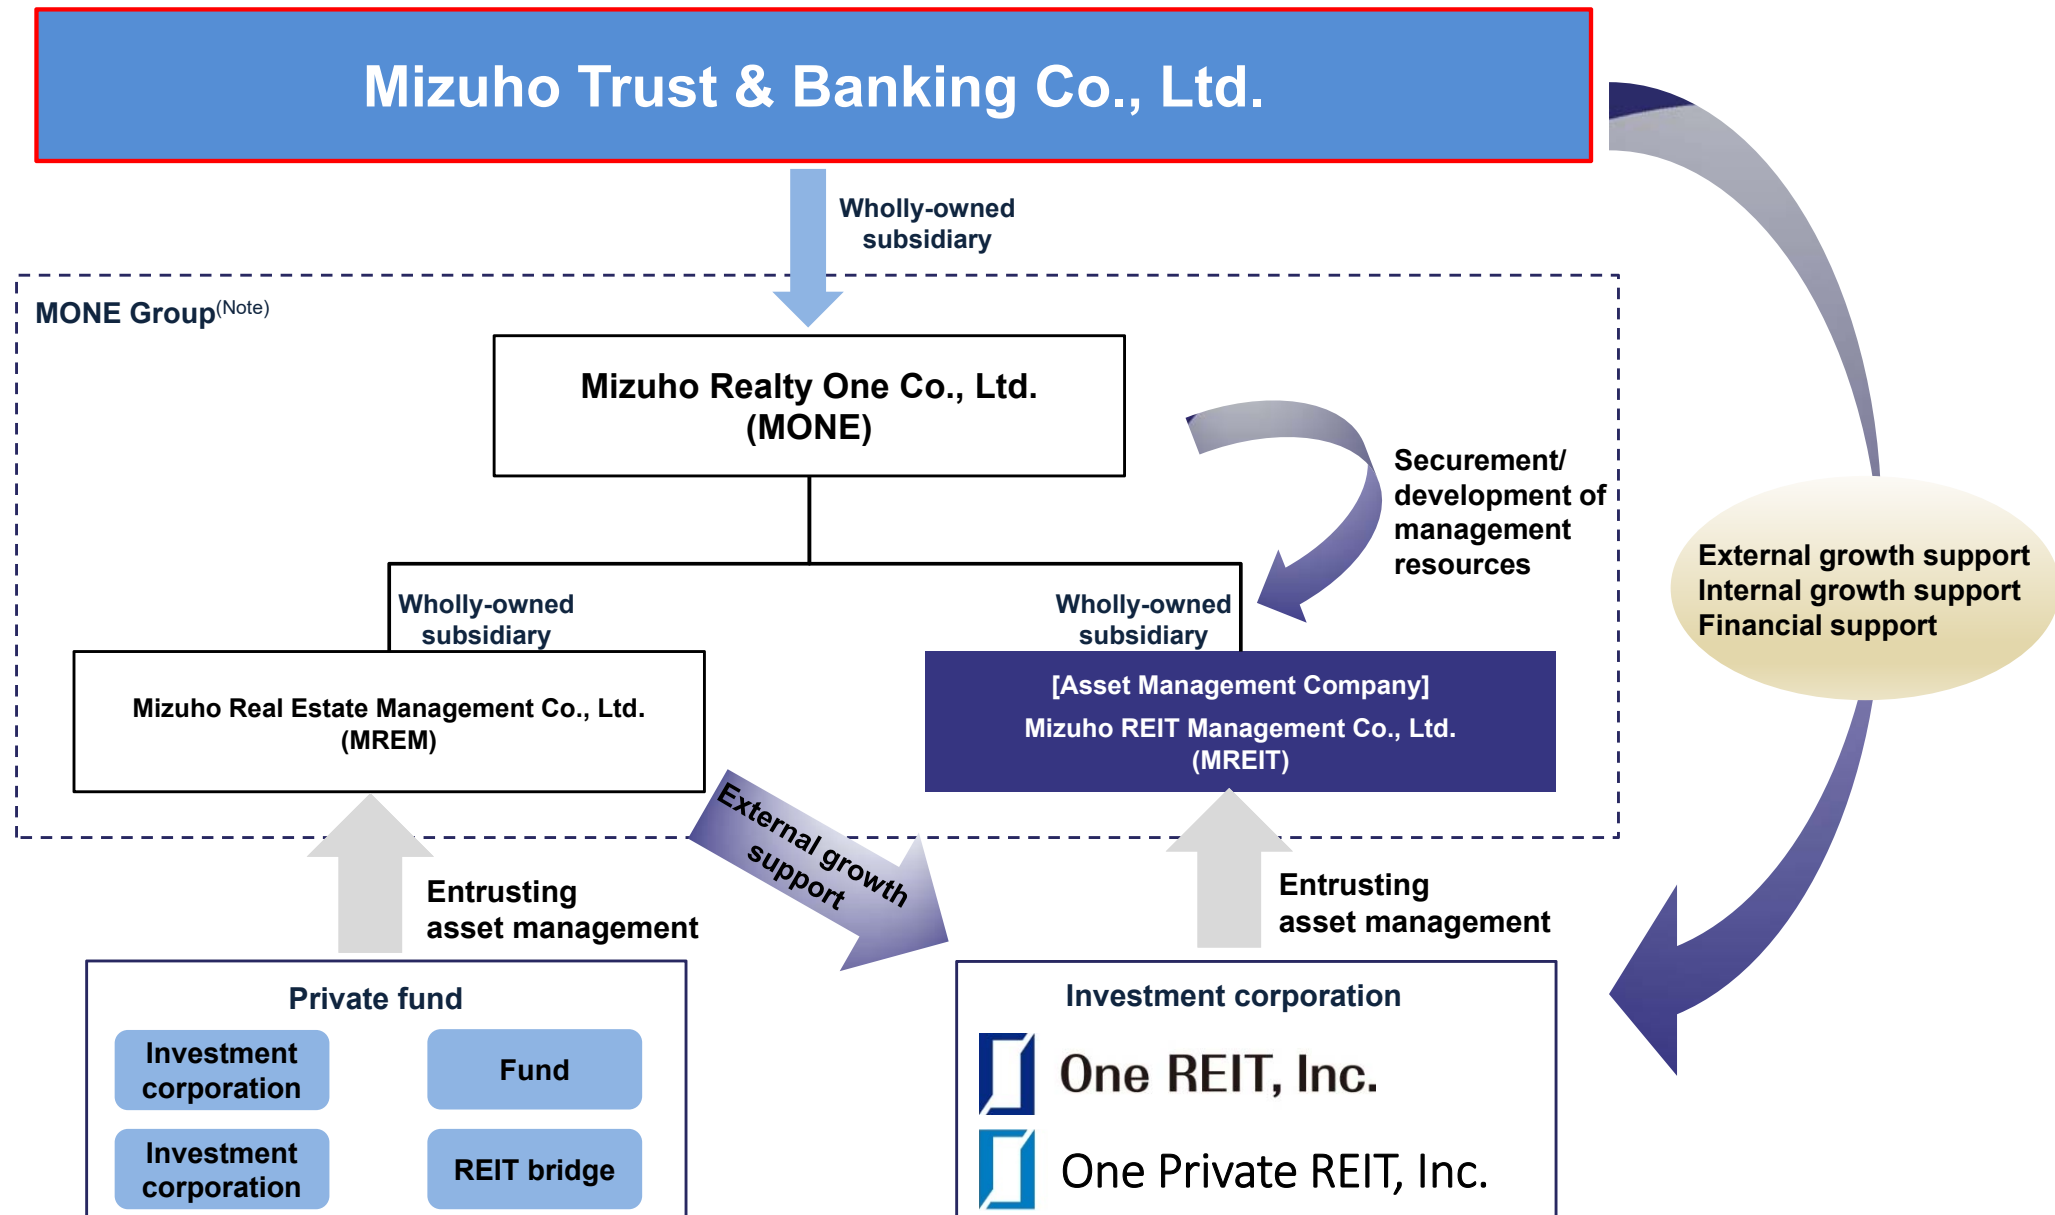 Mizuho Trust & Banking Co., Ltd.
Wholly-owned
subsidiary
MONE Group(Note)
Mizuho Realty One Co., Ltd.
(MONE)
Securement/
development of
management
resources
External growth support
Internal growth support
Financial support
Wholly-owned
subsidiary
Wholly-owned
subsidiary
Mizuho Real Estate Management Co., Ltd.
(MREM)
[Asset Management Company]
Mizuho REIT Management Co., Ltd.
(MREIT)
External growth
support
Entrusting
asset management
Entrusting
asset management
Private fund
Investment
corporation
Fund
Investment
corporation
REIT bridge
Investment corporation
One REIT, Inc.
One Private REIT, Inc.